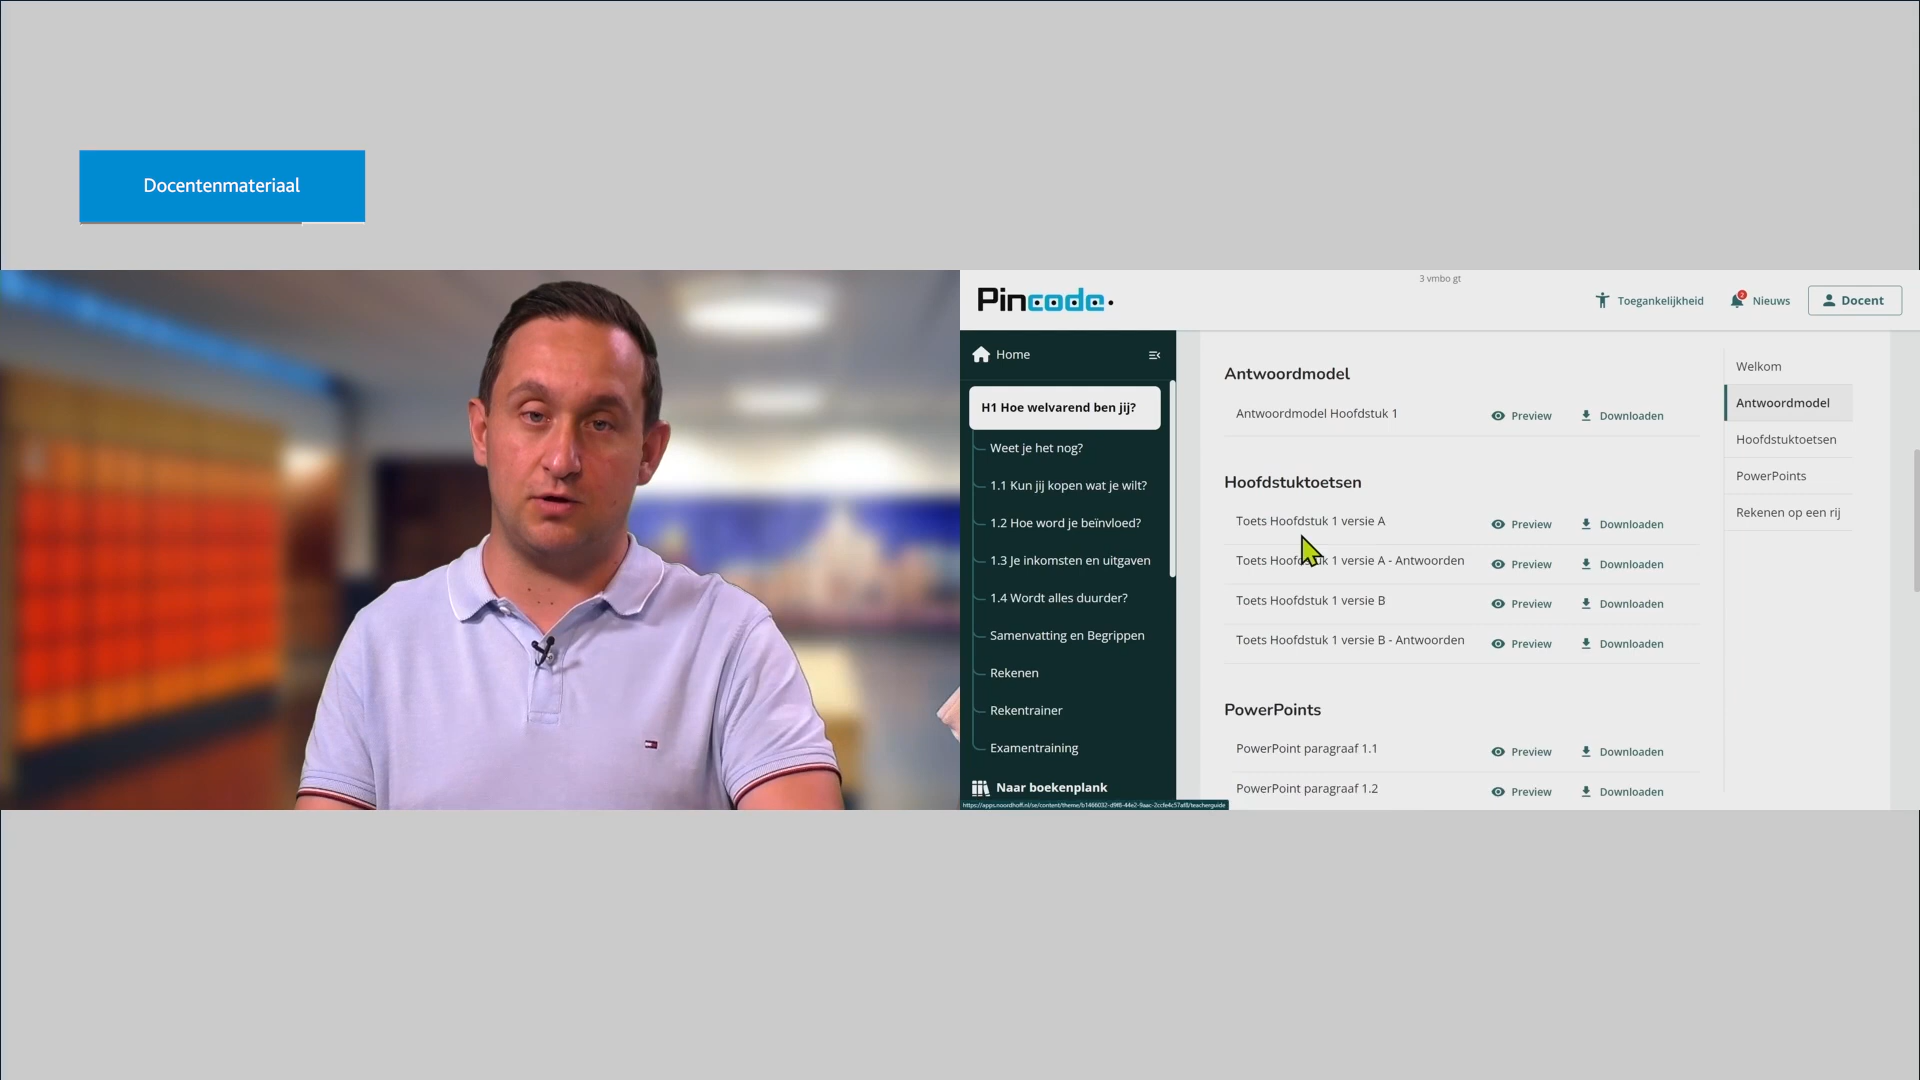 Docentenmateriaal
3 vmbo gt
Pincode.
Toegankelijkheid
2
Nieuws
Docent
Home
H1 Hoe welvarend ben jij?
Weet je het nog?
1.1 Kun jij kopen wat je wilt?
1.2 Hoe word je beïnvloed?
1.3 Je inkomsten en uitgaven
1.4 Wordt alles duurder?
Samenvatting en Begrippen
Rekenen
Rekentrainer
Examentraining
Naar boekenplank
Antwoordmodel
Antwoordmodel Hoofdstuk 1 Preview Downloaden
Hoofdstuktoetsen
Toets Hoofdstuk 1 versie A Preview Downloaden
Toets Hoofdstuk 1 versie A - Antwoorden Preview Downloaden
Toets Hoofdstuk 1 versie B Preview Downloaden
Toets Hoofdstuk 1 versie B - Antwoorden Preview Downloaden
PowerPoints
PowerPoint paragraaf 1.1 Preview Downloaden
PowerPoint paragraaf 1.2 Preview Downloaden
Welkom
Antwoordmodel
Hoofdstuktoetsen
PowerPoints
Rekenen op een rij